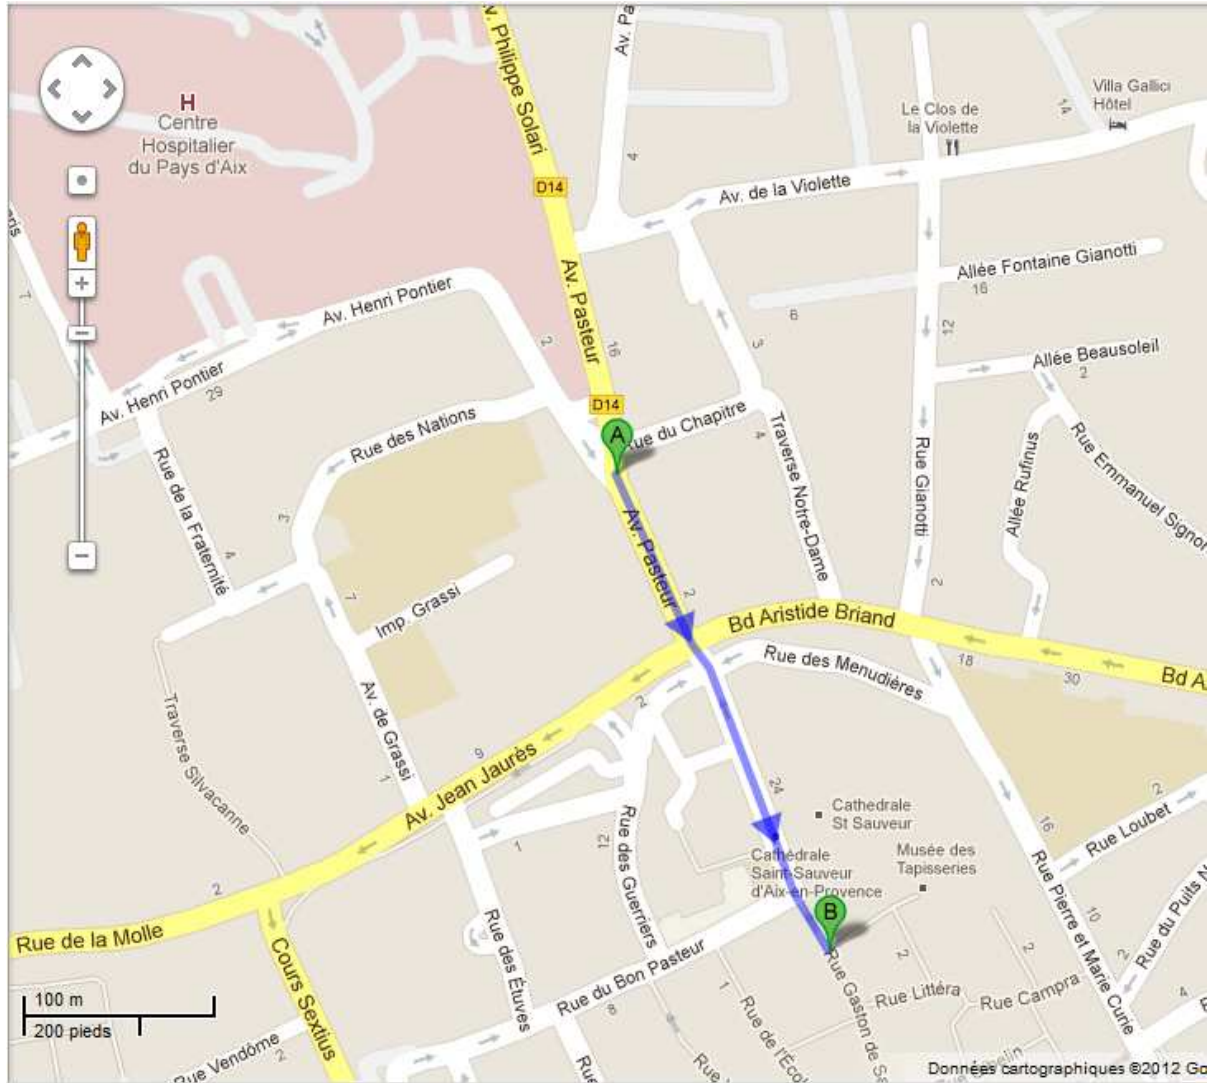 Av. Philippe Solari
Av. Pa
H
Centre
Hospitalier
du Pays d'Aix
Villa Gallici
Hôtel
14
Le Clos de
la Violette
4
D14
Av. de la Violette
Av. Pasteur
Allée Fontaine Gianotti
16
6
Av. Henri Pontier
7
2
16
12
3
Allée Beausoleil
2
Av. Henri Pontier
29
D14
Rue du Chapitre
A
4
Rue des Nations
Traverse Notre-Dame
Rue Gianotti
Allée Rufinus
Rue Emmanuel Signor
Rue de la Fraternité
3
4
7
Av. Pasteur
2
2
Imp. Grassi
Bd Aristide Briand
Rue des Menudières
18
30
Bd A
Traverse Silvacanne
Av. de Grassi
2
9
1
Av. Jean Jaurès
24
Cathedrale
St Sauveur
Musée des
Tapisseries
Cathédrale
Saint-Sauveur
d'Aix-en-Provence
16
2
Rue Loubet
Rue des Guerriers
12
1
2
B
Rue de la Molle
Cours Sextius
Rue des Étuves
Rue du Bon Pasteur
8
1
Rue de l'Écol
Rue Gaston de Sa
2
Rue Littéra
Rue Campra
Rue Pierre et Marie Curie
10
2
Rue du Puits N
4
100 m
200 pieds
Rue Vendôme
2
Données cartographiques ©2012 Go